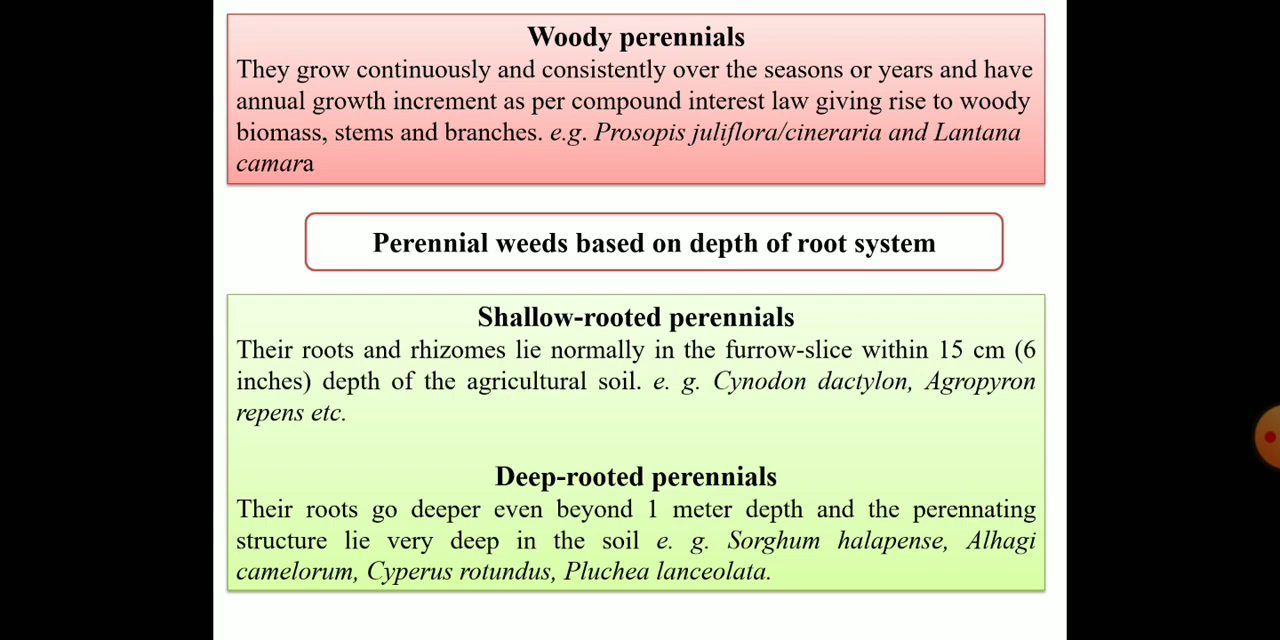 Woody perennials
They grow continuously and consistently over the seasons or years and have
annual growth increment as per compound interest law giving rise to woody
biomass, stems and branches. e.g. Prosopis juliflora/cineraria and Lantana
camara
Perennial weeds based on depth of root system
Shallow-rooted perennials
Their roots and rhizomes lie normally in the furrow-slice within 15 cm (6
inches) depth of the agricultural soil. e. g. Cynodon dactylon, Agropyron
repens etc.
Deep-rooted perennials
Their roots go deeper even beyond 1 meter depth and the perennating
structure lie very deep in the soil e. g. Sorghum halapense, Alhagi
camelorum, Cyperus rotundus, Pluchea lanceolata.